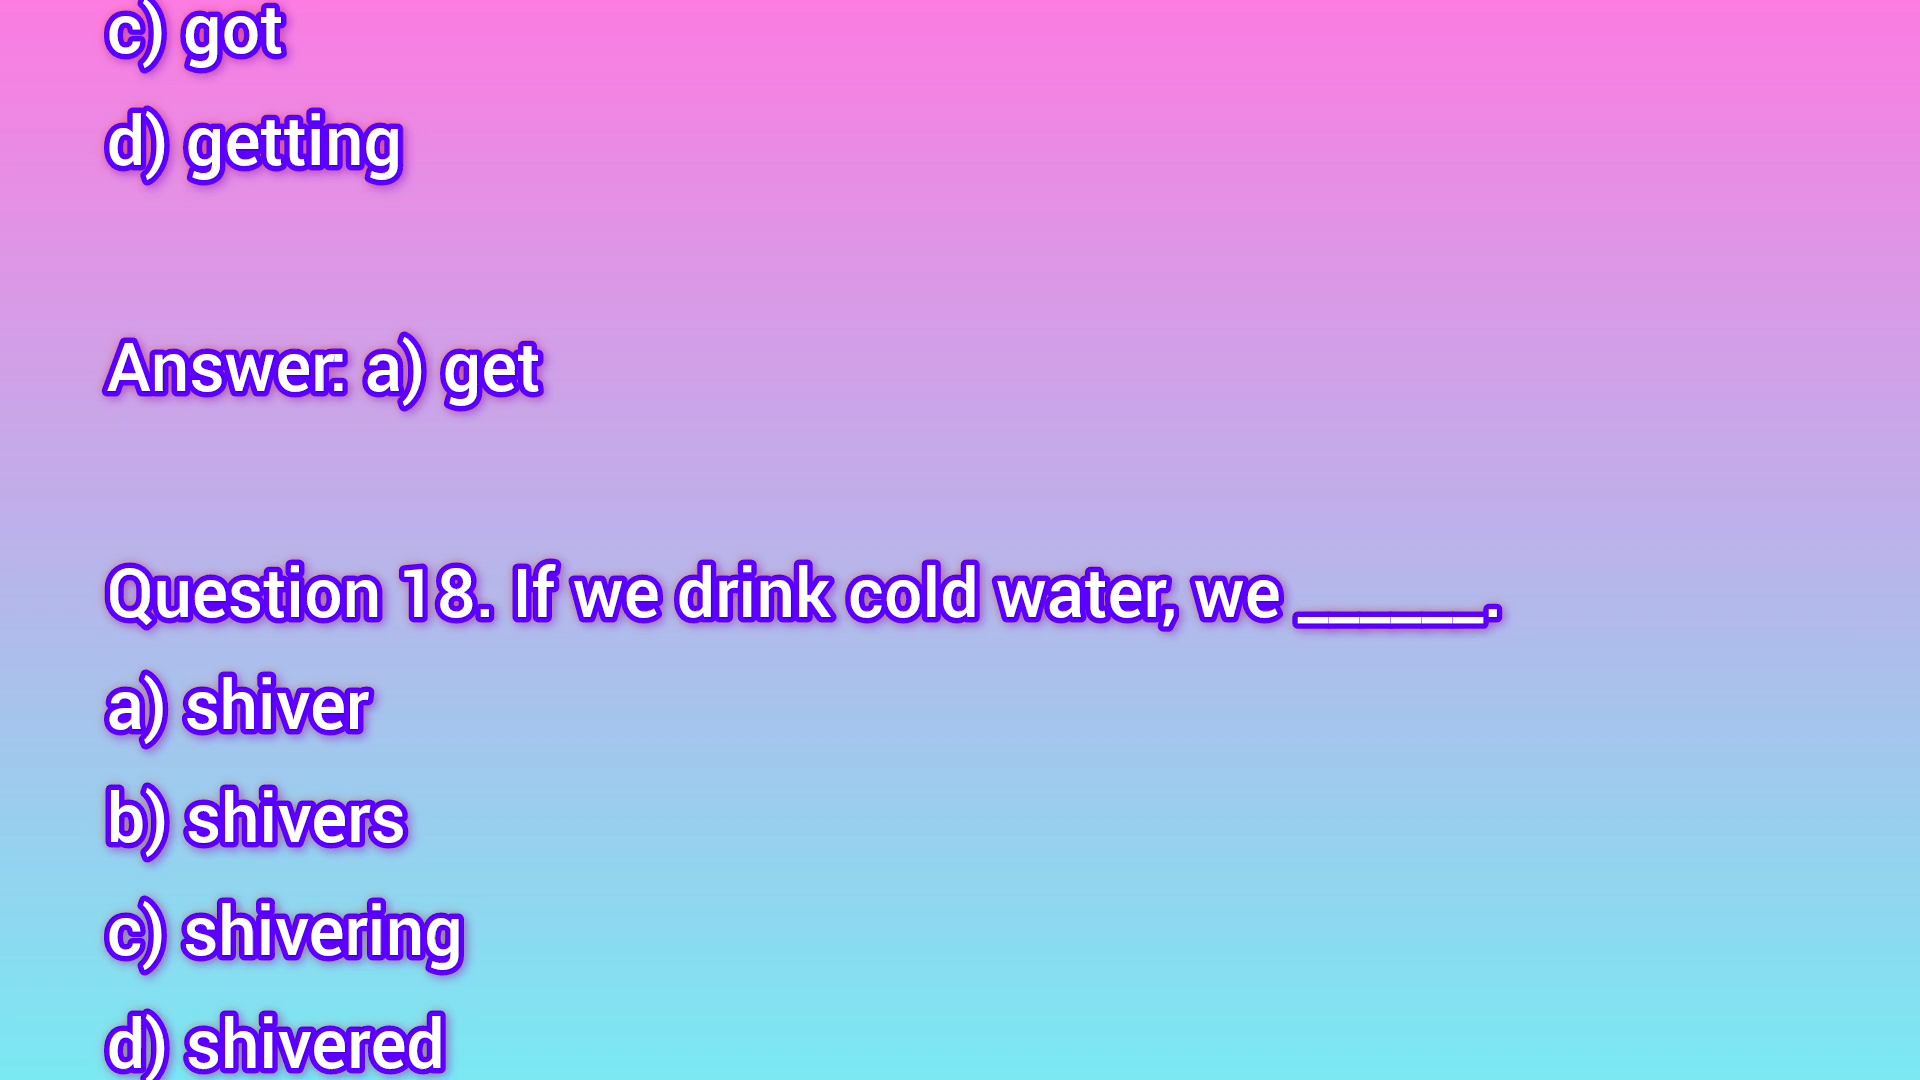 c) got
d) getting
Answer: a) get
Question 18. If we drink cold water, we ______.
a) shiver
b) shivers
c) shivering
d) shivered